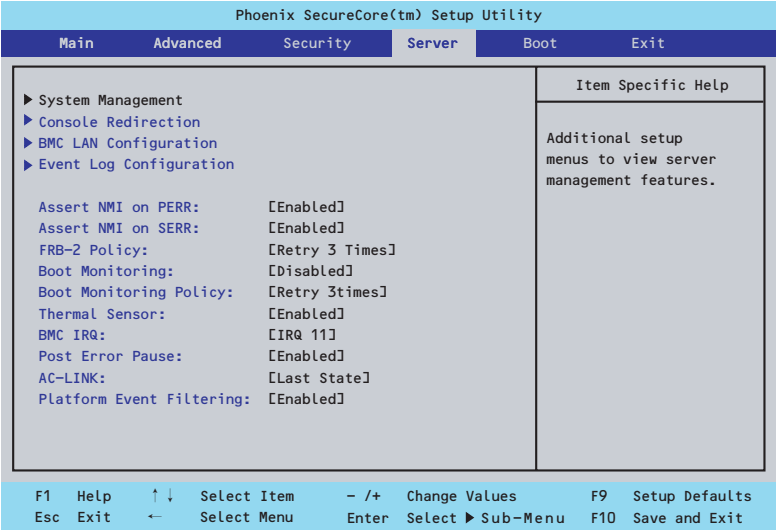 Phoenix SecureCore(tm) Setup Utility
Main Advanced Security Server Boot Exit
▶ System Management
▶ Console Redirection
▶ BMC LAN Configuration
▶ Event Log Configuration
Assert NMI on PERR: [Enabled]
Assert NMI on SERR: [Enabled]
FRB-2 Policy: [Retry 3 Times]
Boot Monitoring: [Disabled]
Boot Monitoring Policy: [Retry 3times]
Thermal Sensor: [Enabled]
BMC IRQ: [IRQ 11]
Post Error Pause: [Enabled]
AC-LINK: [Last State]
Platform Event Filtering: [Enabled]
Item Specific Help
Additional setup
menus to view server
management features.
F1 Help ↑↓ Select Item - /+ Change Values F9 Setup Defaults
Esc Exit ← Select Menu Enter Select ▶ Sub-Menu F10 Save and Exit